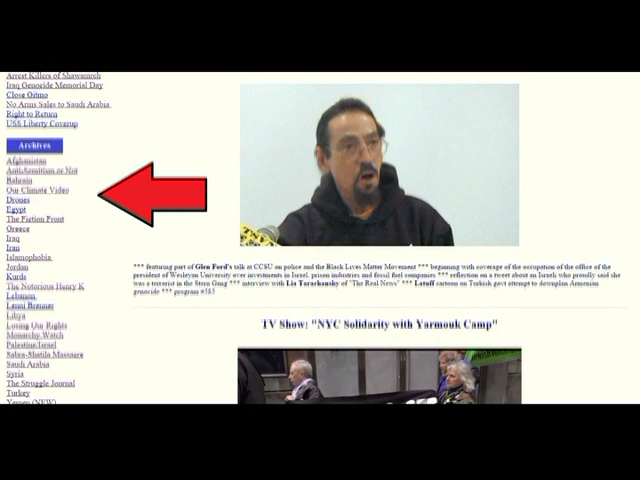 Arrest Killers of Shawamreh
Iraq Genocide Memorial Day
Close Gitmo
No Arms Sales to Saudi Arabia
Right to Return
USS Liberty Coverup
Archives
Afghanistan
Anti-Semitism or Not
Bahrain
Our Climate Video
Drones
Egypt
The Fiction Front
Greece
Iraq
Iran
Islamophobia
Jordan
Kurds
The Notorious Henry K
Lebanon
Lenni Brenner
Libya
Losing Our Rights
Monarchy Watch
Palestine/Israel
Sabra-Shatila Massacre
Saudi Arabia
Syria
The Struggle Journal
Turkey
Yemen (NEW)
*** featuring part of Glen Ford's talk at CCSU on police and the Black Lives Matter Movement *** beginning with coverage of the occupation of the office of the
president of Wesleyan University over investments in Israel, prison industries and fossil fuel companies *** reflection on a tweet about an Israeli who proudly said she
was a terrorist in the Stern Gang *** interview with Lia Tarachansky of "The Real News" *** Latuff cartoon on Turkish govt attempt to downplay Armenian
genocide *** program #585
TV Show: "NYC Solidarity with Yarmouk Camp"